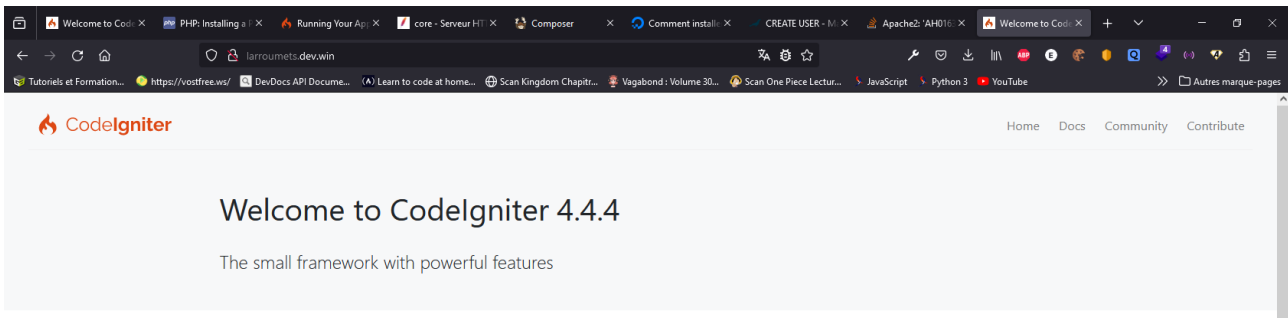 Welcome to Code PHP: Installing a P Running Your Ap core - Serveur HT Composer Comment installe CREATE USER - M Apache2: 'AH016 Welcome to Code
larroumets.dev.win
Tutoriels et Formation... https://vostfree.ws/ DevDocs API Docume... Learn to code at home... Scan Kingdom Chapitr... Vagabond : Volume 30... Scan One Piece Lectur... JavaScript Python 3 YouTube Autres marque-pages
CodeIgniter Home Docs Community Contribute
Welcome to CodeIgniter 4.4.4
The small framework with powerful features